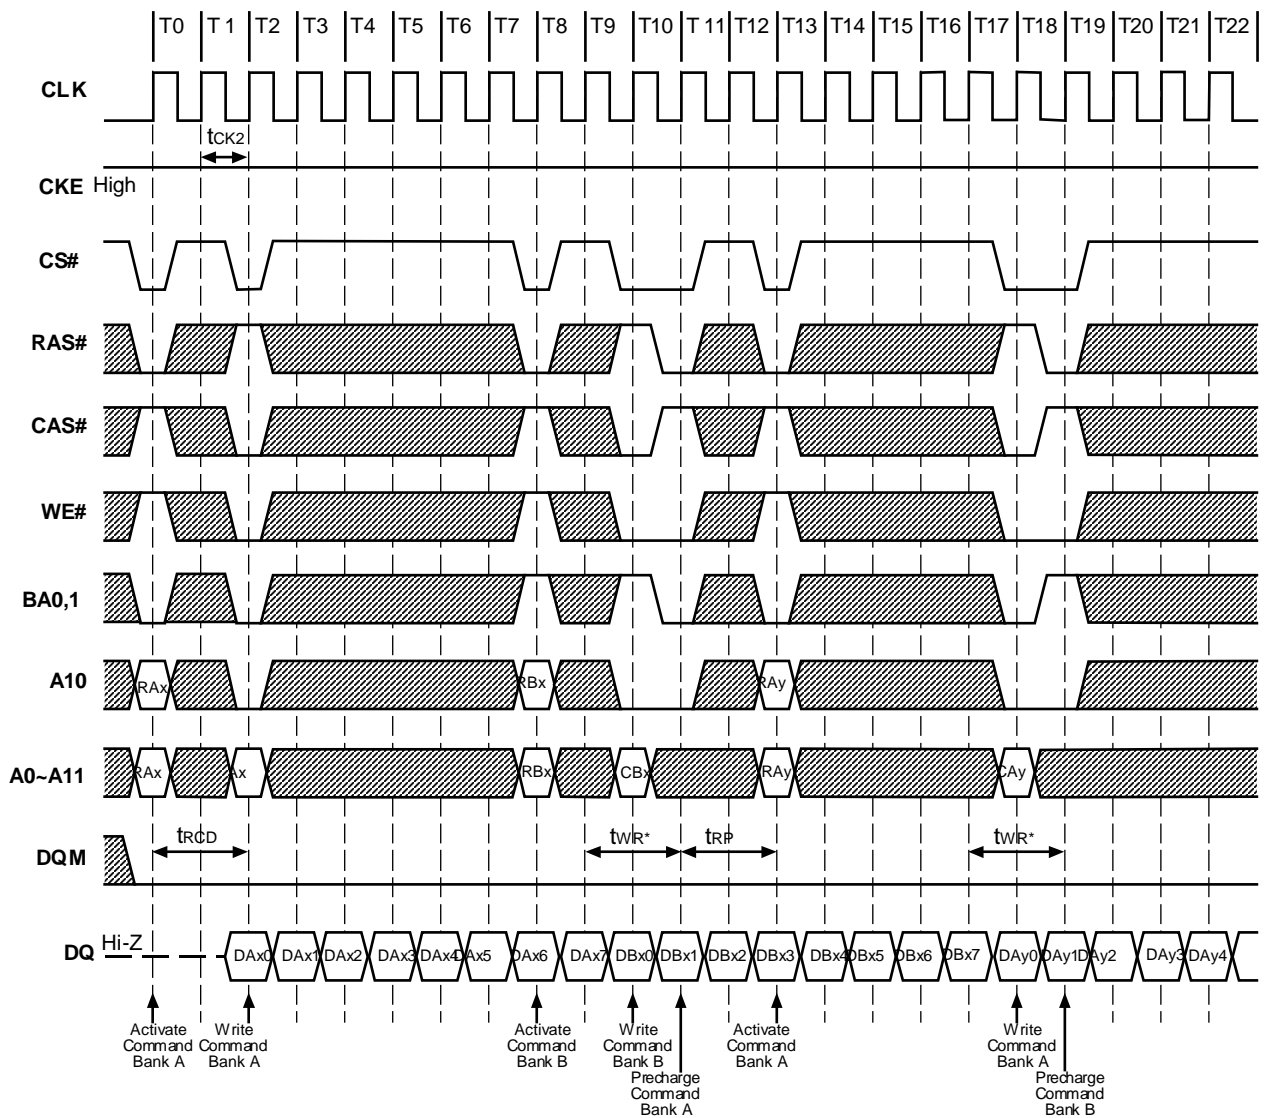 T0 T 1 T2 T3 T4 T5 T6 T7 T8 T9 T10 T 11 T12 T13 T14 T15 T16 T17 T18 T19 T20 T21 T22
CLK
tCK2
CKE High
CS#
RAS#
CAS#
WE#
BA0,1
A10 RAx RBx RAy
A0~A11 RAx Ax RBx CBx RAy CAy
tRCD tWR* tRP tWR*
DQM
Hi-Z
DQ DAx0 DAx1 DAx2 DAx3 DAx4 DAx5 DAx6 DAx7 DBx0 DBx1 DBx2 DBx3 DBx4 DBx5 DBx6 DBx7 DAy0 DAy1 DAy2 DAy3 DAy4
Activate
Command
Bank A
Write
Command
Bank A
Activate
Command
Bank B
Write
Command
Bank B
Precharge
Command
Bank A
Activate
Command
Bank A
Write
Command
Bank A
Precharge
Command
Bank B